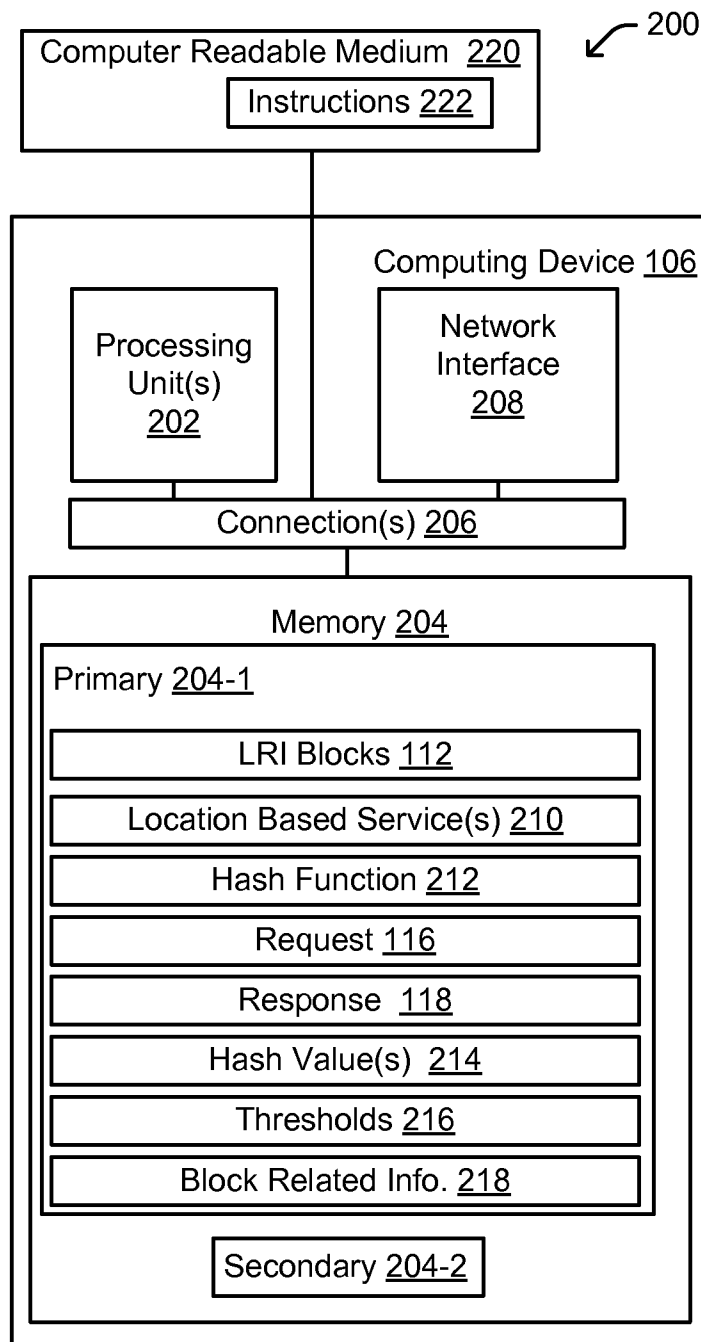 200
Computer Readable Medium 220
Instructions 222
Computing Device 106
Processing
Unit(s)
202
Network
Interface
208
Connection(s) 206
Memory 204
Primary 204-1
LRI Blocks 112
Location Based Service(s) 210
Hash Function 212
Request 116
Response 118
Hash Value(s) 214
Thresholds 216
Block Related Info. 218
Secondary 204-2